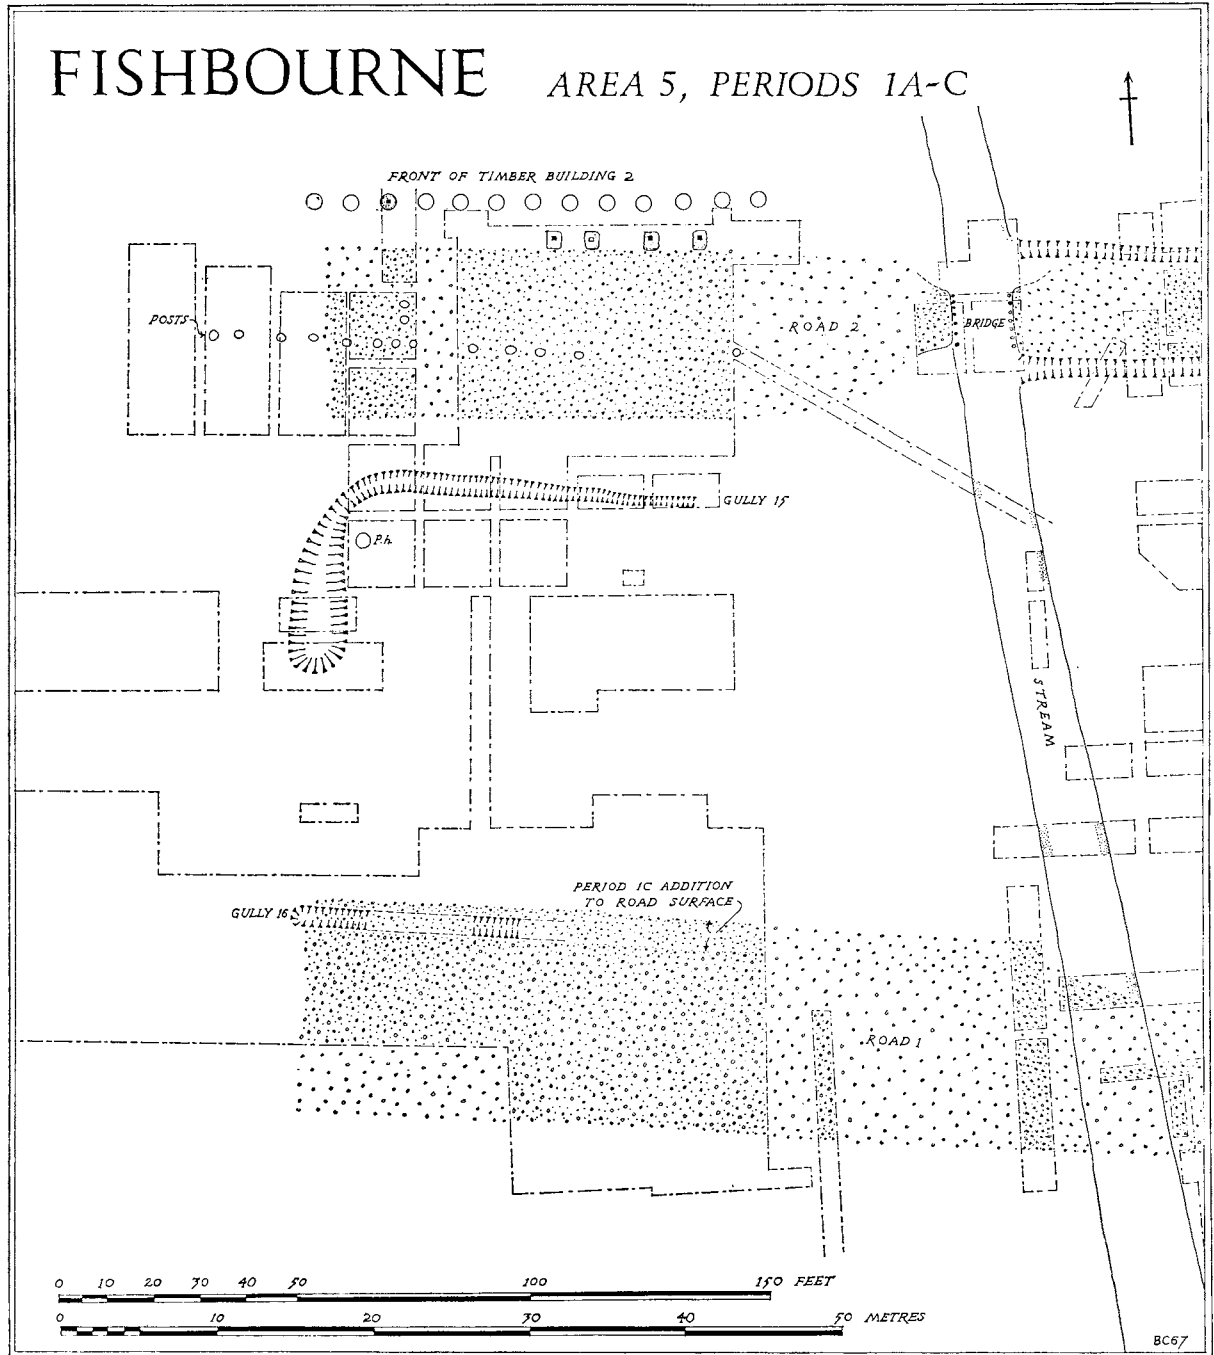 FISHBOURNE AREA 5, PERIODS 1A-C
FRONT OF TIMBER BUILDING 2
POSTS
ROAD 2
BRIDGE
GULLY 15
P.h.
STREAM
PERIOD 1C ADDITION
TO ROAD SURFACE
GULLY 16
ROAD 1
0 10 20 30 40 50 100 150 FEET
0 10 20 30 40 50 METRES
BC67